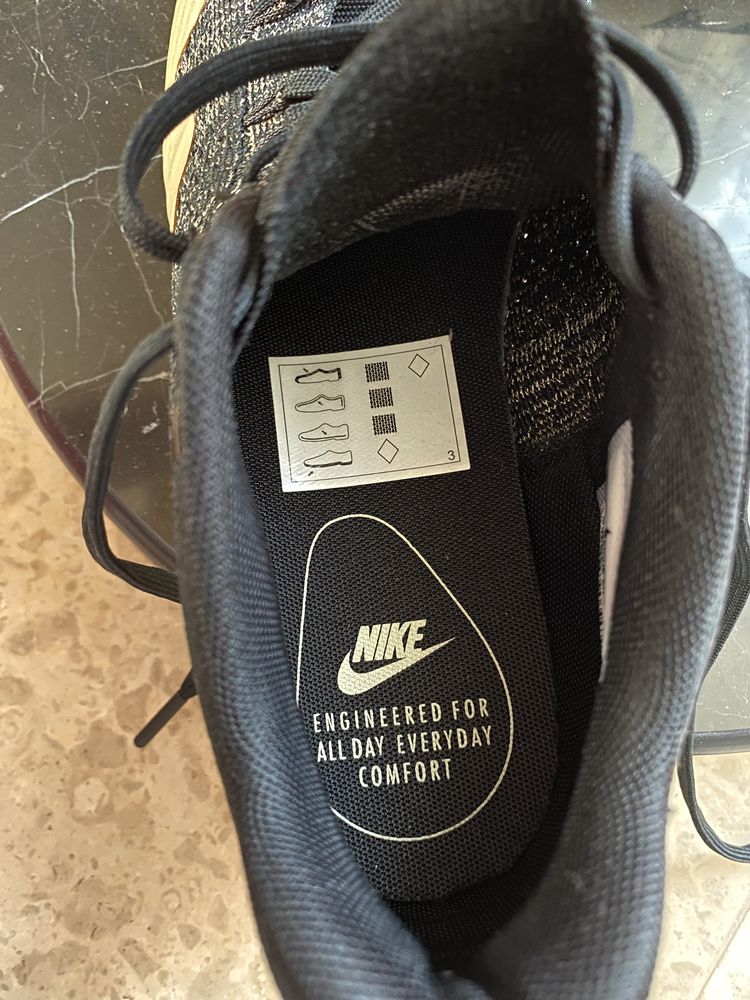 3
NIKE
ENGINEERED FOR
ALL DAY EVERYDAY
COMFORT